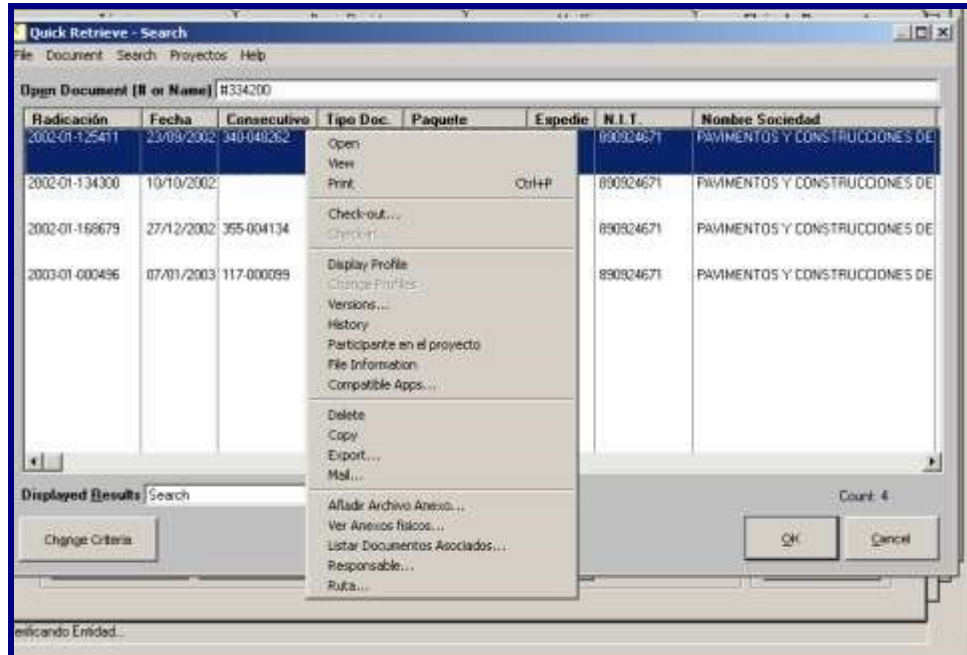 Quick Retrieve - Search
File Document Search Proyectos Help
Open Document (# or Name) #334200
Radicación Fecha Consecutivo Tipo Doc. Paquete Expedie N.I.T. Nombre Sociedad
2002-01-125411 23/09/2002 340-048262 890924671 PAVIMENTOS Y CONSTRUCCIONES DE
2002-01-134300 10/10/2002 890924671 PAVIMENTOS Y CONSTRUCCIONES DE
2002-01-168679 27/12/2002 355-004134 890924671 PAVIMENTOS Y CONSTRUCCIONES DE
2003-01-000496 07/01/2003 117-000099 890924671 PAVIMENTOS Y CONSTRUCCIONES DE
Open
View
Print Ctrl+P
Check-out...
Check-in...
Display Profile
Change Profiles
Versions...
History
Participante en el proyecto
File Information
Compatible Apps...
Delete
Copy
Export...
Mail...
Añadir Archivo Anexo...
Ver Anexos físicos...
Listar Documentos Asociados...
Responsable...
Ruta...
Displayed Results Search Count: 4
Change Criteria OK Cancel
erificando Entidad...